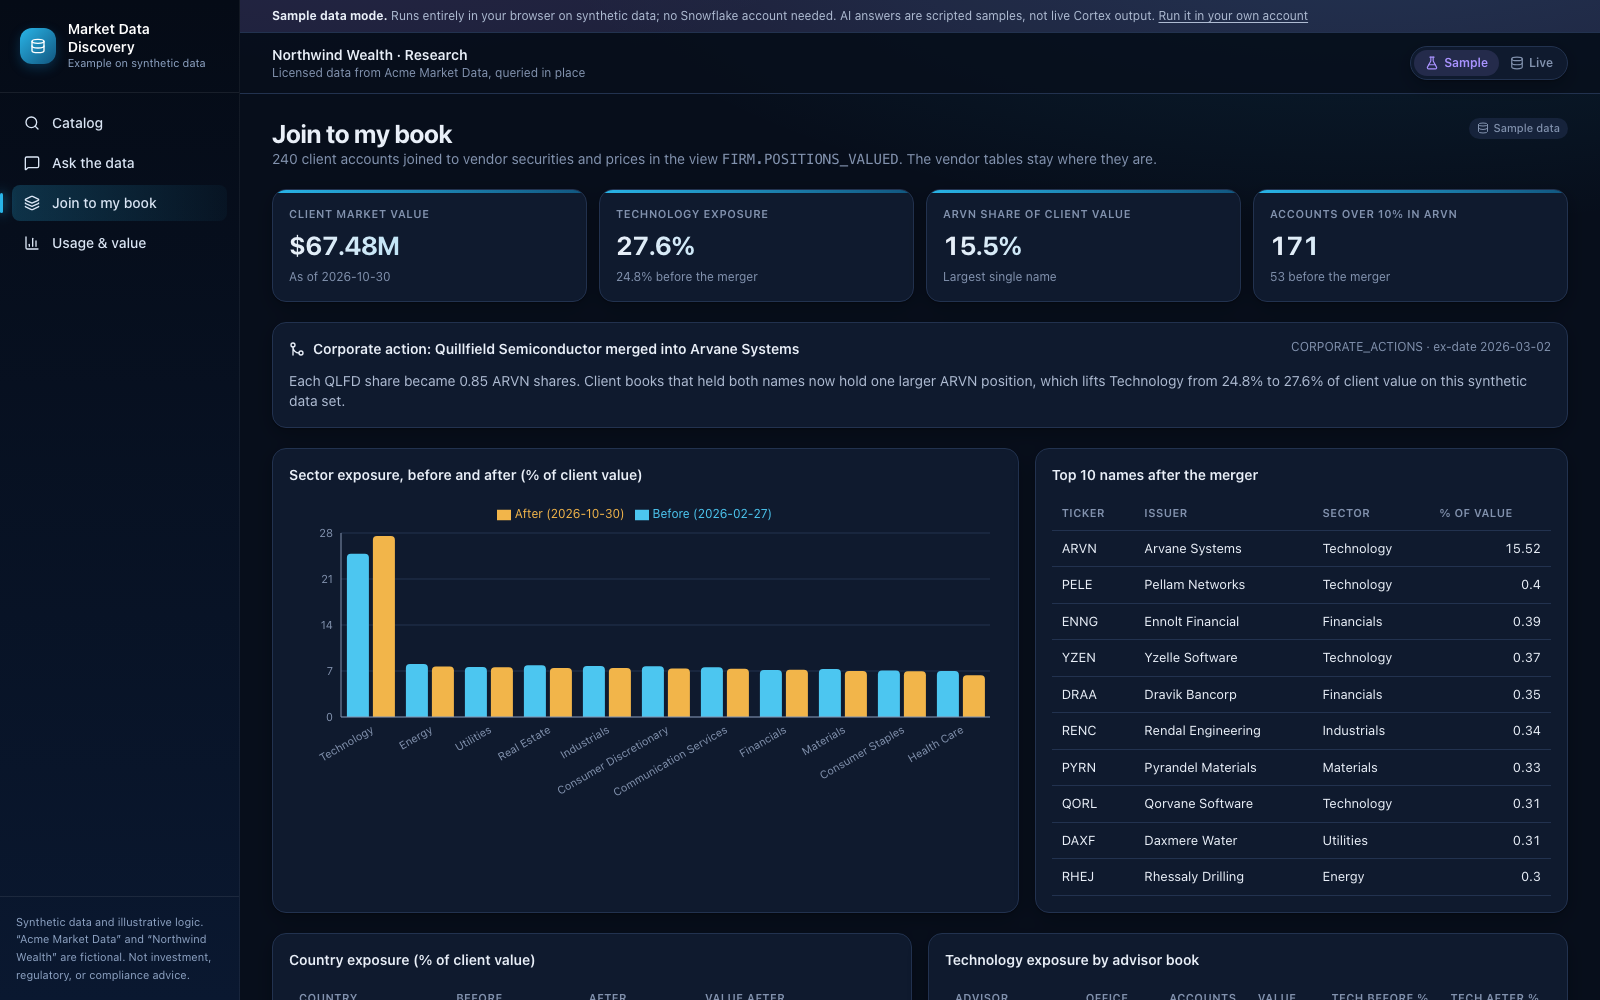 Market Data
Discovery
Example on synthetic data
Catalog
Ask the data
Join to my book
Usage & value
Synthetic data and illustrative logic.
“Acme Market Data” and “Northwind
Wealth” are fictional. Not investment,
regulatory, or compliance advice.
Sample data mode. Runs entirely in your browser on synthetic data; no Snowflake account needed. AI answers are scripted samples, not live Cortex output. Run it in your own account
Northwind Wealth · Research
Licensed data from Acme Market Data, queried in place
Sample
Live
Join to my book
Sample data
240 client accounts joined to vendor securities and prices in the view FIRM.POSITIONS_VALUED. The vendor tables stay where they are.
CLIENT MARKET VALUE
$67.48M
As of 2026-10-30
TECHNOLOGY EXPOSURE
27.6%
24.8% before the merger
ARVN SHARE OF CLIENT VALUE
15.5%
Largest single name
ACCOUNTS OVER 10% IN ARVN
171
53 before the merger
Corporate action: Quillfield Semiconductor merged into Arvane Systems
CORPORATE_ACTIONS · ex-date 2026-03-02
Each QLFD share became 0.85 ARVN shares. Client books that held both names now hold one larger ARVN position, which lifts Technology from 24.8% to 27.6% of client value on this synthetic
data set.
Sector exposure, before and after (% of client value)
After (2026-10-30) Before (2026-02-27)
28
21
14
7
0
Technology
Energy
Utilities
Real Estate
Industrials
Consumer Discretionary
Communication Services
Financials
Materials
Consumer Staples
Health Care
Top 10 names after the merger
TICKER ISSUER SECTOR % OF VALUE
ARVN Arvane Systems Technology 15.52
PELE Pellam Networks Technology 0.4
ENNG Ennolt Financial Financials 0.39
YZEN Yzelle Software Technology 0.37
DRAA Dravik Bancorp Financials 0.35
RENC Rendal Engineering Industrials 0.34
PYRN Pyrandel Materials Materials 0.33
QORL Qorvane Software Technology 0.31
DAXF Daxmere Water Utilities 0.31
RHEJ Rhessaly Drilling Energy 0.3
Country exposure (% of client value)
COUNTRY BEFORE AFTER VALUE AFTER
Technology exposure by advisor book
ADVISOR OFFICE ACCOUNTS VALUE TECH BEFORE % TECH AFTER %